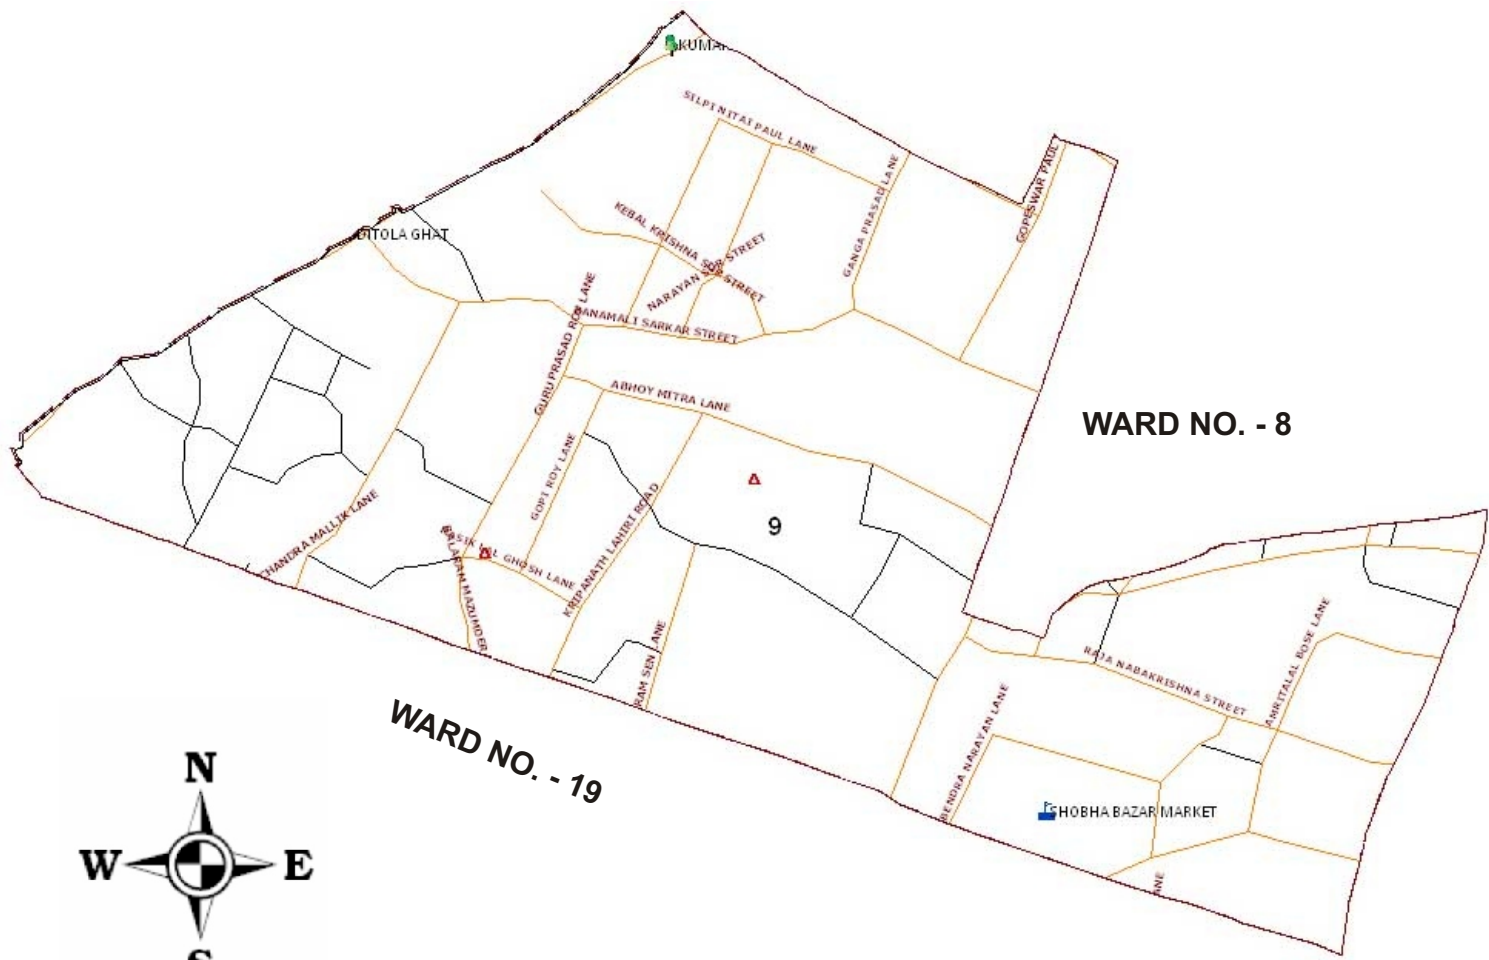 KUMA
SILPI NITAI PAUL LANE
GANGA PRASAD LANE
GOPESWAR PAUL
KEBAL KRISHNA SUR STREET
NARAYAN SUR STREET
DITOLA GHAT
GURU PRASAD ROY LANE
BANAMALI SARKAR STREET
ABHOY MITRA LANE
WARD NO. - 8
GOPI ROY LANE
KRIPANATH LAHIRI ROAD
9
CHANDRA MALLIK LANE
RASIK LAL GHOSH LANE
BALARAM MAZUMDER
RAM SEN LANE
RAJA NABAKRISHNA STREET
AMRITALAL BOSE LANE
WARD NO. - 19
BENDRA NARAYAN LANE
SHOBHA BAZAR MARKET
ANE
N
W E
S